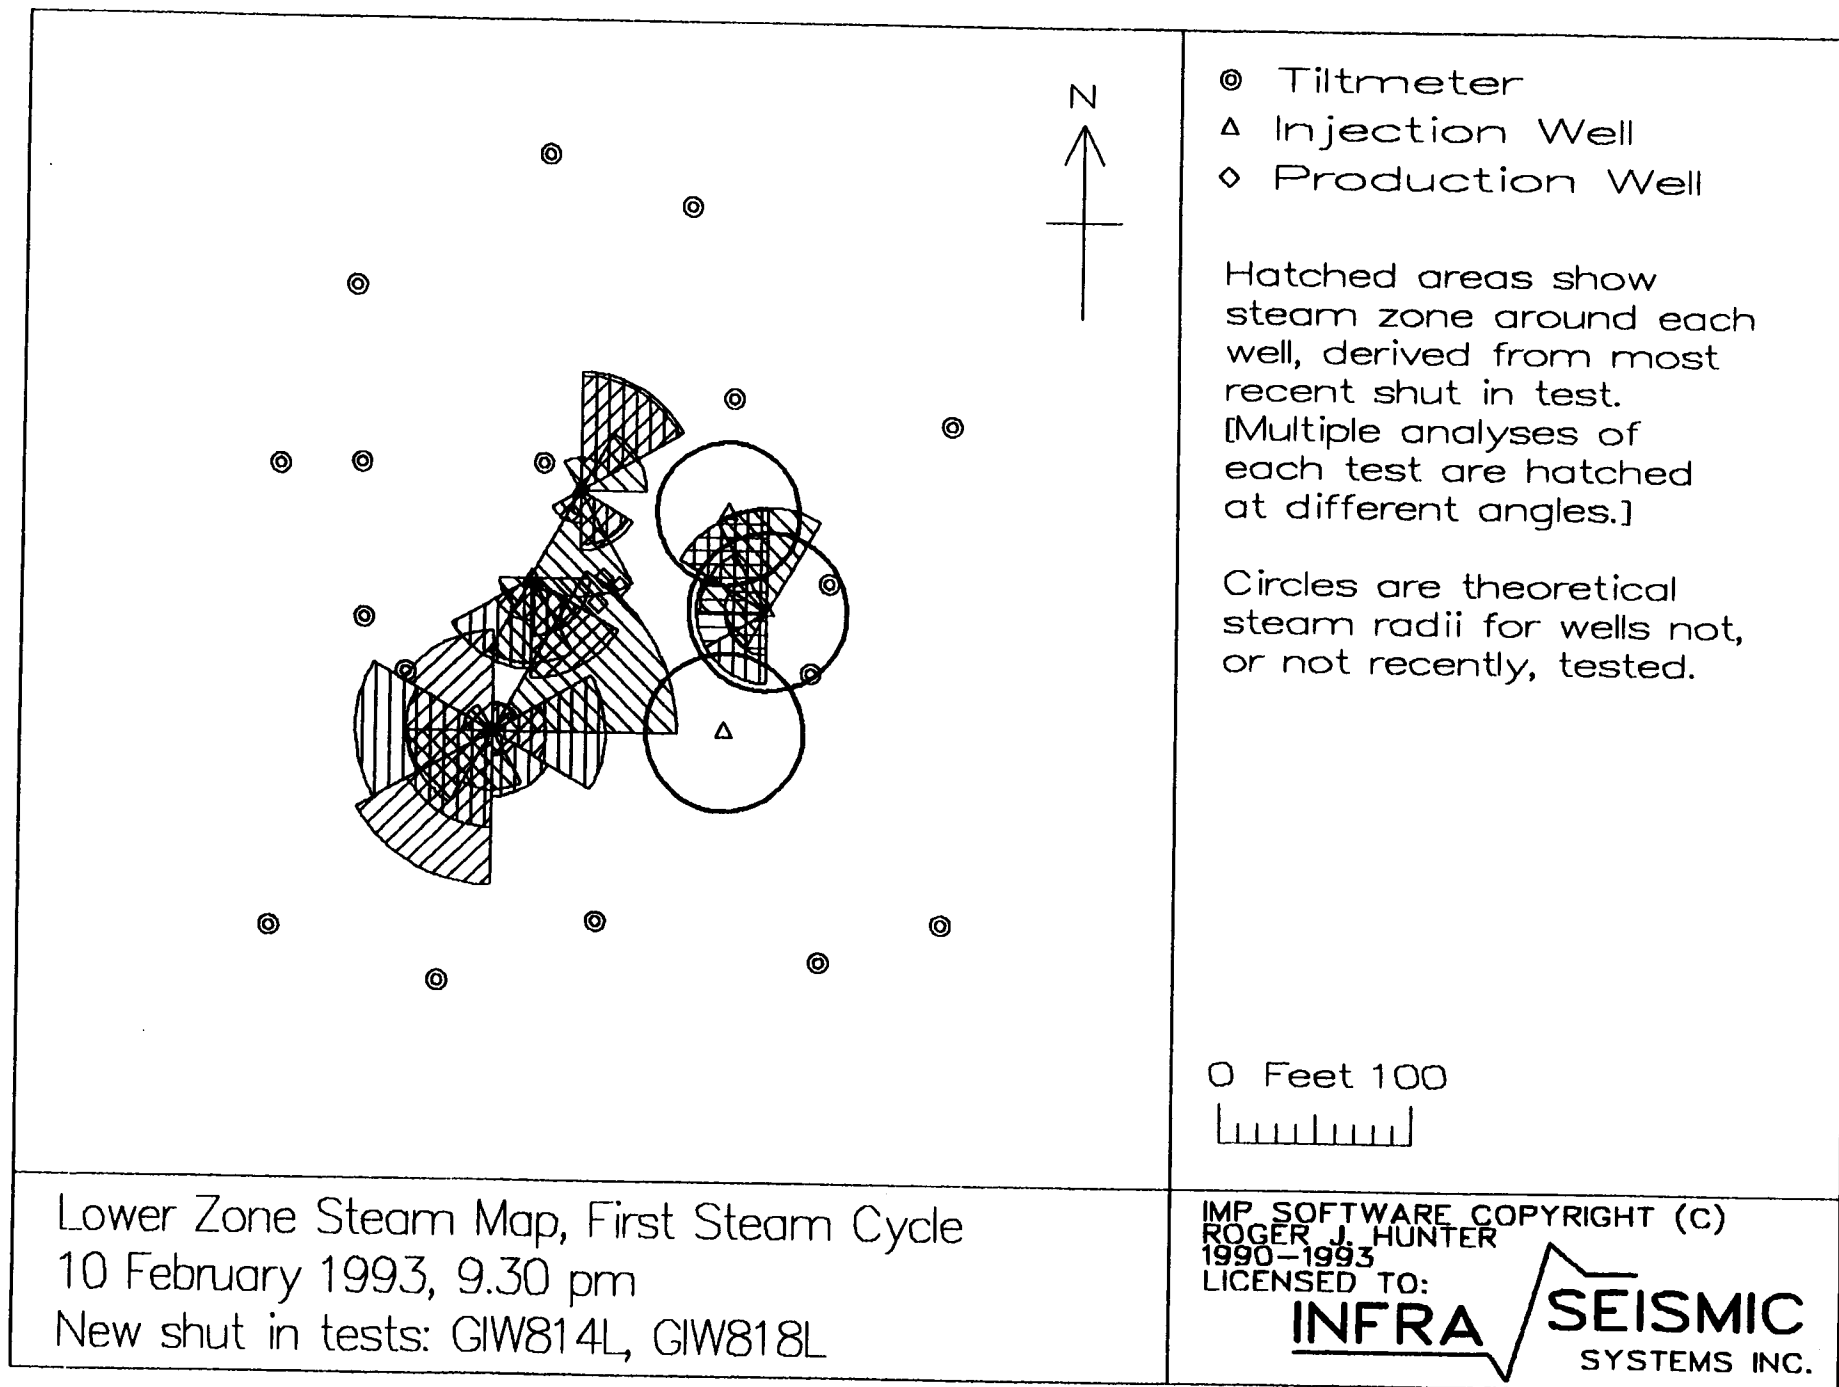 N
Tiltmeter
Injection Well
Production Well
Hatched areas show
steam zone around each
well, derived from most
recent shut in test.
[Multiple analyses of
each test are hatched
at different angles.]
Circles are theoretical
steam radii for wells not,
or not recently, tested.
0 Feet 100
Lower Zone Steam Map, First Steam Cycle
10 February 1993, 9.30 pm
New shut in tests: GIW814L, GIW818L
IMP SOFTWARE COPYRIGHT (C)
ROGER J. HUNTER
1990-1993
LICENSED TO:
INFRA SEISMIC
SYSTEMS INC.